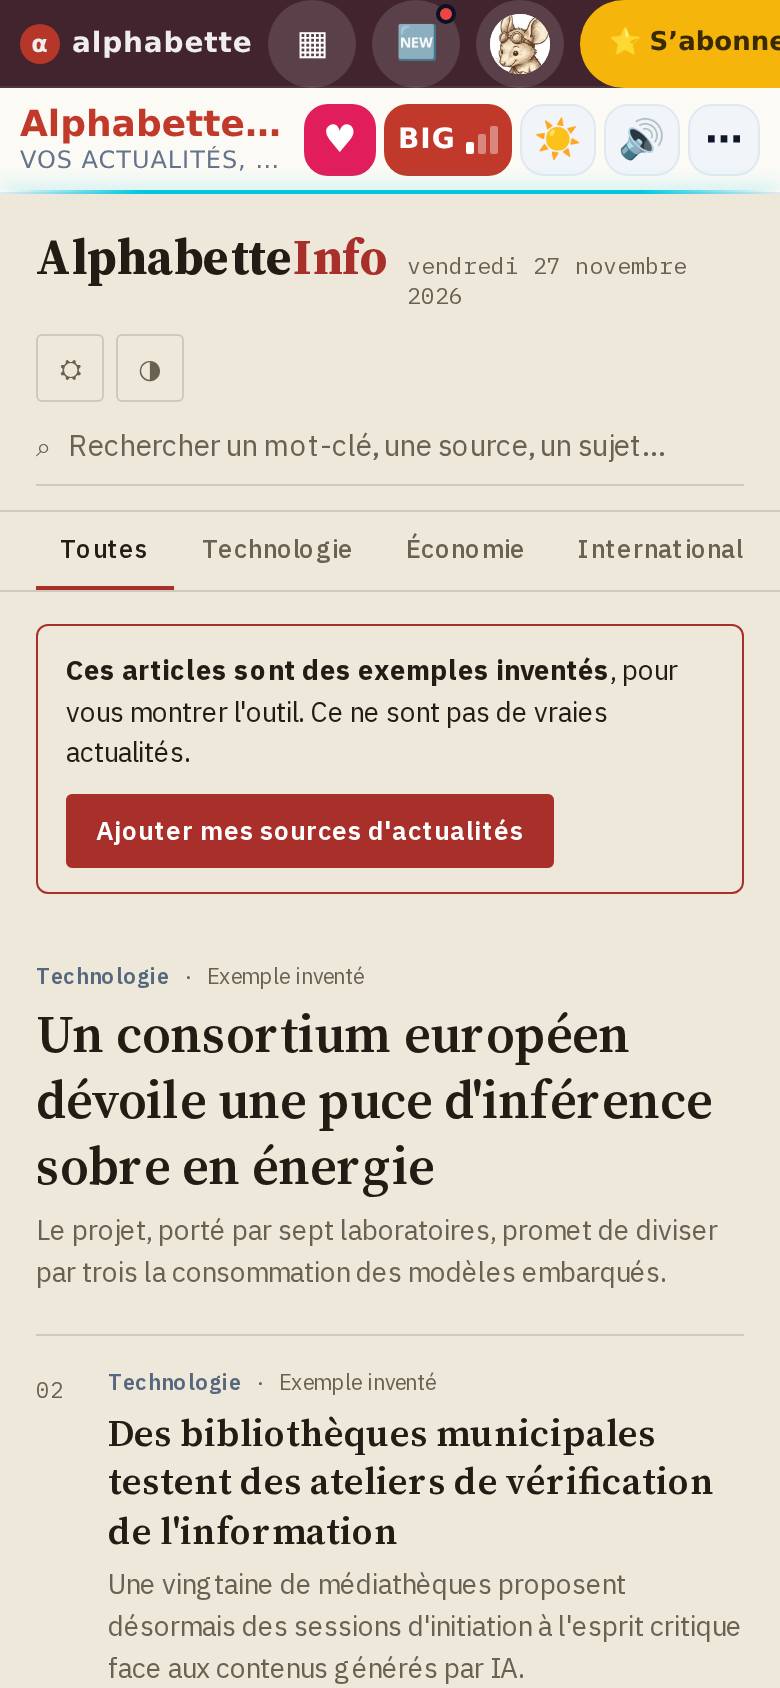 α alphabette NEW ⭐ S’abonne
Alphabette…
VOS ACTUALITÉS, …
BIG
AlphabetteInfo
vendredi 27 novembre
2026
Rechercher un mot-clé, une source, un sujet…
Toutes Technologie Économie International
Ces articles sont des exemples inventés, pour
vous montrer l'outil. Ce ne sont pas de vraies
actualités.
Ajouter mes sources d'actualités
Technologie · Exemple inventé
Un consortium européen
dévoile une puce d'inférence
sobre en énergie
Le projet, porté par sept laboratoires, promet de diviser
par trois la consommation des modèles embarqués.
02
Technologie · Exemple inventé
Des bibliothèques municipales
testent des ateliers de vérification
de l'information
Une vingtaine de médiathèques proposent
désormais des sessions d'initiation à l'esprit critique
face aux contenus générés par IA.